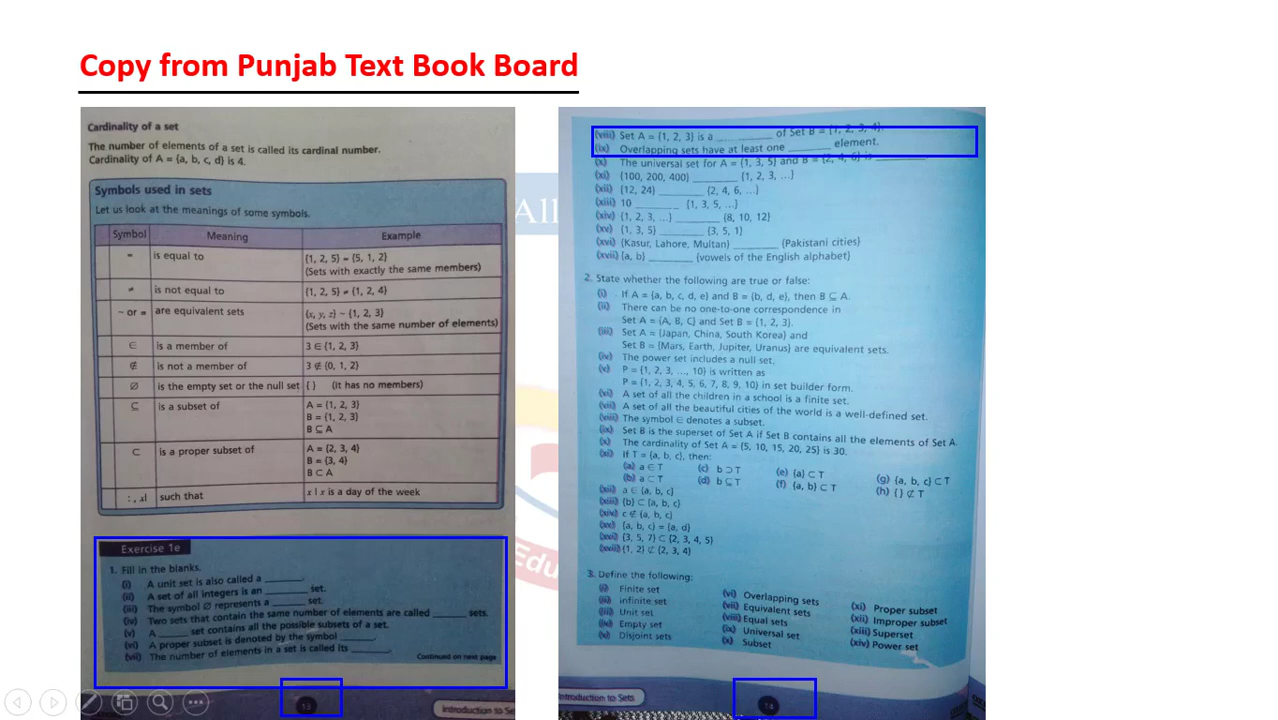 Copy from Punjab Text Book Board
Cardinality of a set
The number of elements of a set is called its cardinal number.
Cardinality of A = {a, b, c, d} is 4.
Symbols used in sets
Let us look at the meanings of some symbols.
Symbol Meaning Example
= is equal to {1, 2, 5} = {5, 1, 2}
(Sets with exactly the same members)
≠ is not equal to {1, 2, 5} ≠ {1, 2, 4}
~ or ≡ are equivalent sets {x, y, z} ~ {1, 2, 3}
(Sets with the same number of elements)
∈ is a member of 3 ∈ {1, 2, 3}
∉ is not a member of 3 ∉ {0, 1, 2}
∅ is the empty set or the null set { } (It has no members)
⊆ is a subset of A = {1, 2, 3}
B = {1, 2, 3}
B ⊆ A
⊂ is a proper subset of A = {2, 3, 4}
B = {3, 4}
B ⊂ A
: , x| such that x | x is a day of the week
Exercise 1e
1. Fill in the blanks.
(i) A unit set is also called a ______.
(ii) A set of all integers is an ______ set.
(iii) The symbol ∅ represents a ______ set.
(iv) Two sets that contain the same number of elements are called ______ sets.
(v) A ______ set contains all the possible subsets of a set.
(vi) A proper subset is denoted by the symbol ______.
(vii) The number of elements in a set is called its ______.
Continued on next page
13
Introduction to Se
(viii) Set A = {1, 2, 3} is a ______ of Set B = {1, 2, 3, 4}.
(ix) Overlapping sets have at least one ______ element.
(x) The universal set for A = {1, 3, 5} and B = {2, 4, 6} is ______
(xi) {100, 200, 400} ______ {1, 2, 3, ...}
(xii) {12, 24} ______ {2, 4, 6, ...}
(xiii) 10 ______ {1, 3, 5, ...}
(xiv) {1, 2, 3, ...} ______ {8, 10, 12}
(xv) {1, 3, 5} ______ {3, 5, 1}
(xvi) {Kasur, Lahore, Multan} ______ {Pakistani cities}
(xvii) {a, b} ______ {vowels of the English alphabet}
2. State whether the following are true or false:
(i) If A = {a, b, c, d, e} and B = {b, d, e}, then B ⊆ A.
(ii) There can be no one-to-one correspondence in
Set A = {A, B, C} and Set B = {1, 2, 3}.
(iii) Set A = {Japan, China, South Korea} and
Set B = {Mars, Earth, Jupiter, Uranus} are equivalent sets.
(iv) The power set includes a null set.
(v) P = {1, 2, 3, ..., 10} is written as
P = {1, 2, 3, 4, 5, 6, 7, 8, 9, 10} in set builder form.
(vi) A set of all the children in a school is a finite set.
(vii) A set of all the beautiful cities of the world is a well-defined set.
(viii) The symbol ∈ denotes a subset.
(ix) Set B is the superset of Set A if Set B contains all the elements of Set A.
(x) The cardinality of Set A = {5, 10, 15, 20, 25} is 30.
(xi) If T = {a, b, c}, then:
(a) a ∈ T (c) b ⊃ T (e) {a} ⊂ T (g) {a, b, c} ⊂ T
(b) a ⊂ T (d) b ⊆ T (f) {a, b} ⊂ T (h) { } ⊄ T
(xii) a ∈ {a, b, c}
(xiii) {b} ⊂ {a, b, c}
(xiv) c ∉ {a, b, c}
(xv) {a, b, c} = {a, d}
(xvi) {3, 5, 7} ⊂ {2, 3, 4, 5}
(xvii) {1, 2} ⊄ {2, 3, 4}
3. Define the following:
(i) Finite set (vi) Overlapping sets (xi) Proper subset
(ii) infinite set (vii) Equivalent sets (xii) Improper subset
(iii) Unit set (viii) Equal sets (xiii) Superset
(iv) Empty set (ix) Universal set (xiv) Power set
(v) Disjoint sets (x) Subset
Introduction to Sets
14
All
Edu